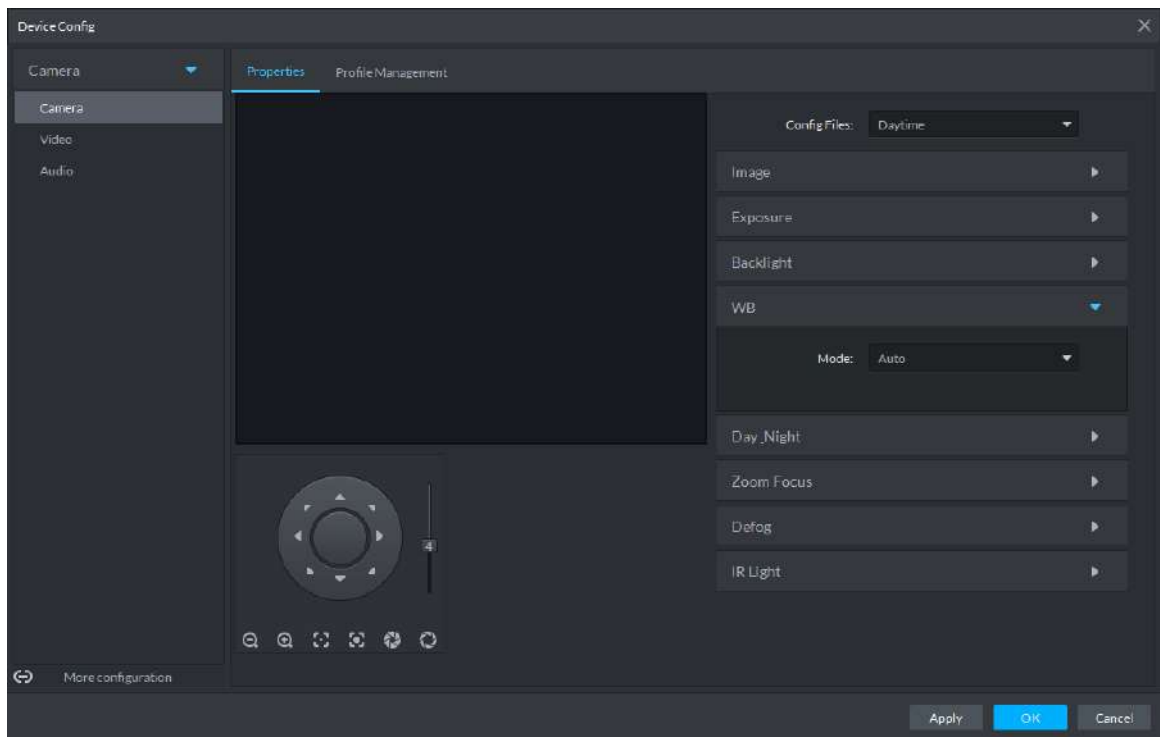 Device Config
Camera
Camera
Video
Audio
More configuration
Properties Profile Management
Config Files: Daytime
Image
Exposure
Backlight
WB
Mode: Auto
Day_Night
Zoom Focus
Defog
IR Light
4
Apply OK Cancel